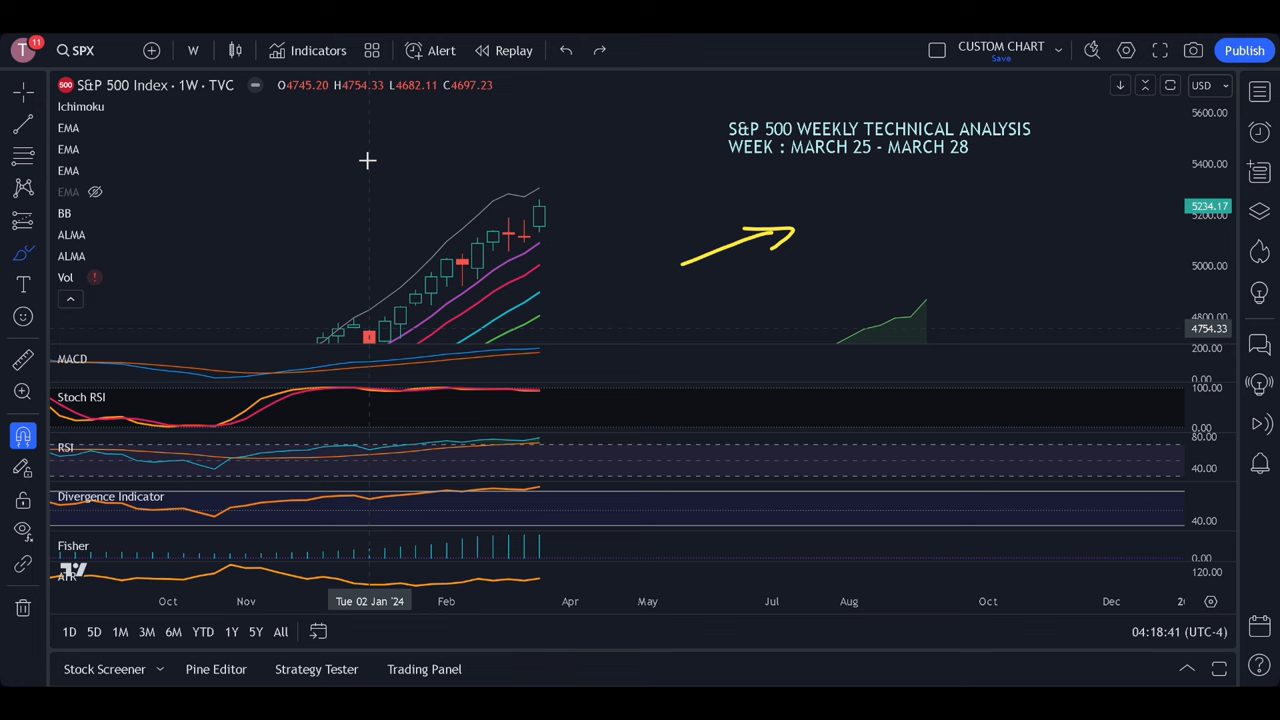 T
11
SPX
W
Indicators
Alert
Replay
CUSTOM CHART
Save
Publish
500
S&P 500 Index · 1W · TVC
O4745.20 H4754.33 L4682.11 C4697.23
USD
Ichimoku
EMA
EMA
EMA
EMA
BB
ALMA
ALMA
Vol
!
S&P 500 WEEKLY TECHNICAL ANALYSIS
WEEK : MARCH 25 - MARCH 28
5600.00
5400.00
5234.17
5200.00
5000.00
4800.00
4754.33
MACD
200.00
0.00
Stoch RSI
100.00
0.00
RSI
80.00
40.00
Divergence Indicator
40.00
Fisher
0.00
ATR
120.00
Oct
Nov
Tue 02 Jan '24
Feb
Apr
May
Jul
Aug
Oct
Dec
1D
5D
1M
3M
6M
YTD
1Y
5Y
All
04:18:41 (UTC-4)
Stock Screener
Pine Editor
Strategy Tester
Trading Panel